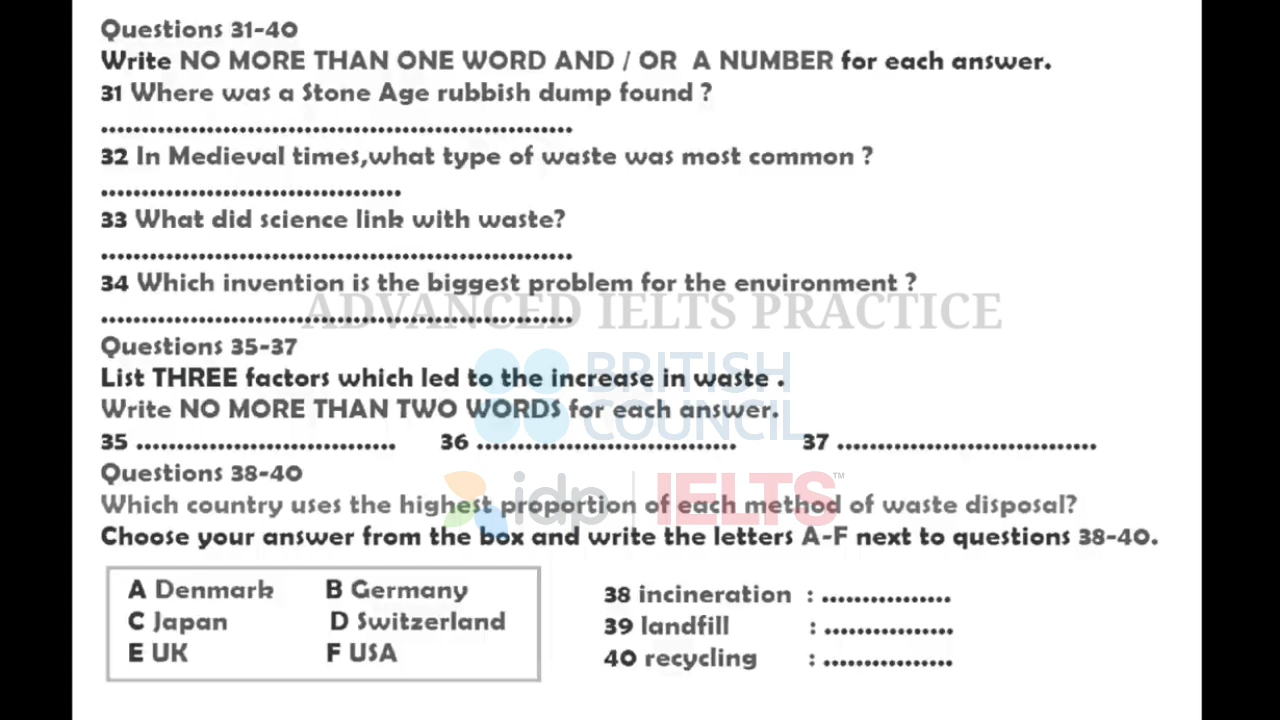 Questions 31-40
Write NO MORE THAN ONE WORD AND / OR A NUMBER for each answer.
31 Where was a Stone Age rubbish dump found ?
.........................................................
32 In Medieval times,what type of waste was most common ?
....................................
33 What did science link with waste?
.........................................................
34 Which invention is the biggest problem for the environment ?
ADVANCED IELTS PRACTICE
.........................................................
Questions 35-37
BRITISH COUNCIL
List THREE factors which led to the increase in waste .
Write NO MORE THAN TWO WORDS for each answer.
35 ................................ 36 ................................ 37 ................................
Questions 38-40
idp | IELTS™
Which country uses the highest proportion of each method of waste disposal?
Choose your answer from the box and write the letters A-F next to questions 38-40.
A Denmark B Germany
C Japan D Switzerland
E UK F USA
38 incineration : ................
39 landfill : ................
40 recycling : ................